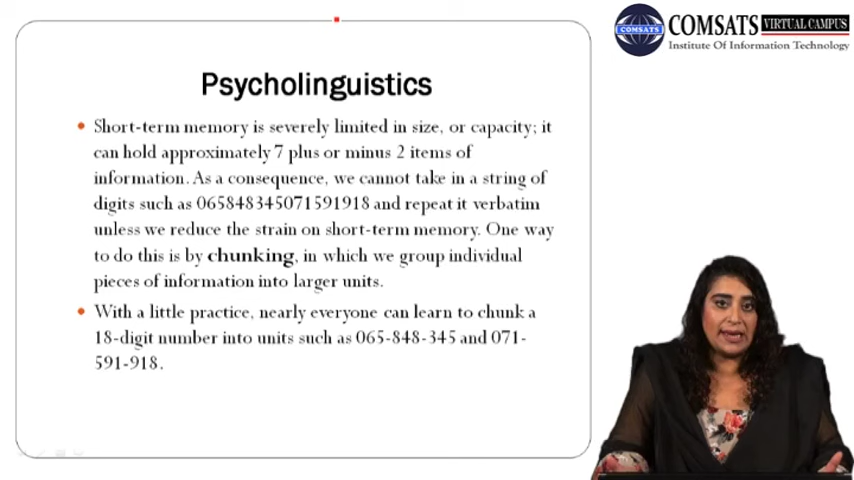 COMSATS
COMSATS VIRTUAL CAMPUS
Institute Of Information Technology
Psycholinguistics
Short-term memory is severely limited in size, or capacity; it
can hold approximately 7 plus or minus 2 items of
information. As a consequence, we cannot take in a string of
digits such as 065848345071591918 and repeat it verbatim
unless we reduce the strain on short-term memory. One way
to do this is by chunking, in which we group individual
pieces of information into larger units.
With a little practice, nearly everyone can learn to chunk a
18-digit number into units such as 065-848-345 and 071-
591-918.